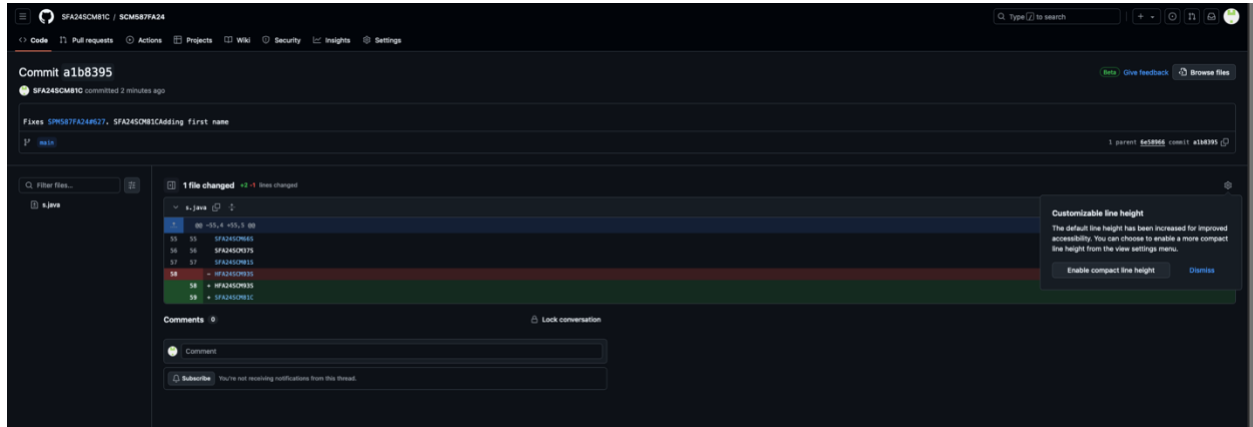 SFA24SCM81C / SCM587FA24
Type / to search
Code Pull requests Actions Projects Wiki Security Insights Settings
Commit a1b8395
Beta Give feedback Browse files
SFA24SCM81C committed 2 minutes ago
Fixes SPM587FA24#627. SFA24SCM81CAdding first name
main
1 parent 6e58966 commit a1b8395
Filter files...
1 file changed +2 -1 lines changed
s.java
s.java
@@ -55,4 +55,5 @@
55 55 SFA24SCM66S
56 56 SFA24SCM37S
57 57 SFA24SCM81S
58 - HFA24SCM93S
58 + HFA24SCM93S
59 + SFA24SCM81C
Customizable line height
The default line height has been increased for improved
accessibility. You can choose to enable a more compact
line height from the view settings menu.
Enable compact line height Dismiss
Comments 0
Lock conversation
Comment
Subscribe You're not receiving notifications from this thread.